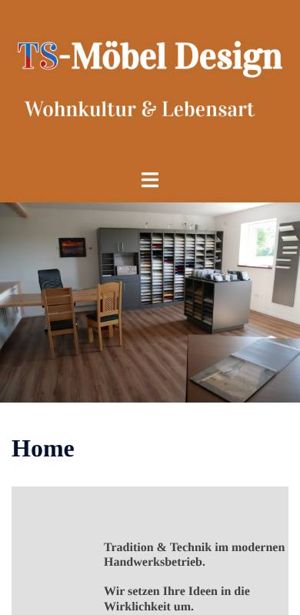 TS-Möbel Design
Wohnkultur & Lebensart
Home
Tradition & Technik im modernen
Handwerksbetrieb.
Wir setzen Ihre Ideen in die
Wirklichkeit um.